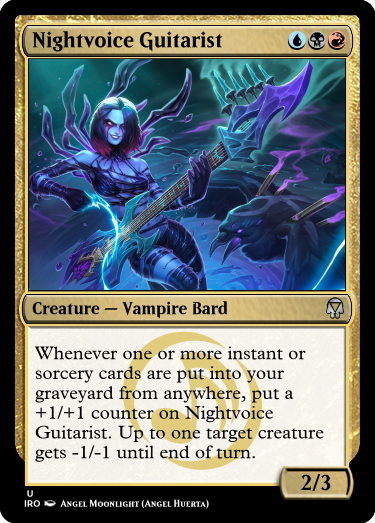 Nightvoice Guitarist
Creature — Vampire Bard
Whenever one or more instant or
sorcery cards are put into your
graveyard from anywhere, put a
+1/+1 counter on Nightvoice
Guitarist. Up to one target creature
gets -1/-1 until end of turn.
2/3
U
IRO Angel Moonlight (Angel Huerta)